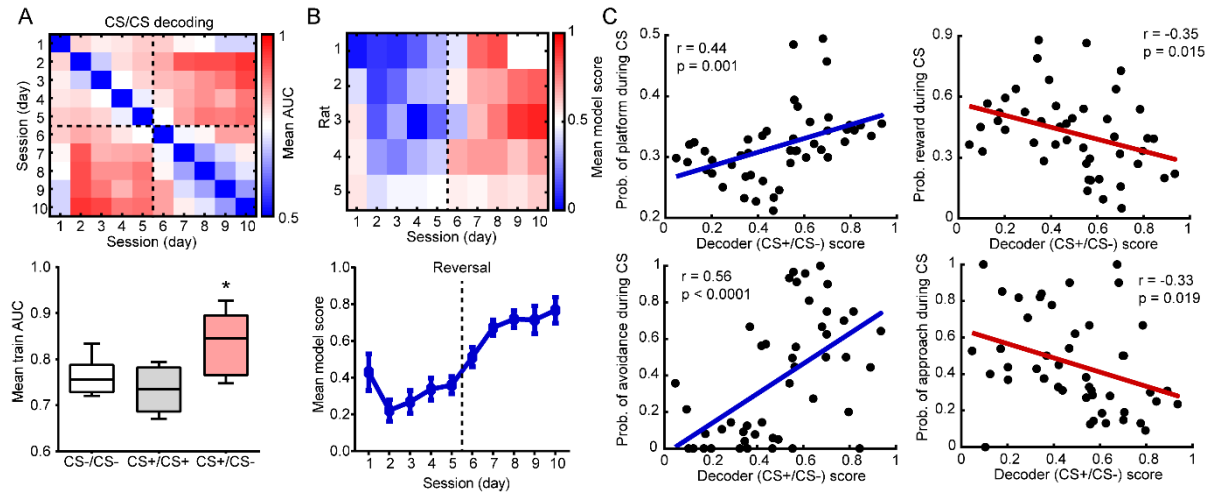 A
CS/CS decoding
Session (day)
1
2
3
4
5
6
7
8
9
10
1 2 3 4 5 6 7 8 9 10
Session (day)
1
0.5
Mean AUC
B
Rat
1
2
3
4
5
1 2 3 4 5 6 7 8 9 10
Session (day)
1
0.5
0
Mean model score
C
Prob. of platform during CS
0.5
0.4
0.3
0.2
r = 0.44
p = 0.001
0 0.2 0.4 0.6 0.8 1
Decoder (CS+/CS-) score
Prob. of reward during CS
0.9
0.6
0.3
0
r = -0.35
p = 0.015
0 0.2 0.4 0.6 0.8 1
Decoder (CS+/CS-) score
Mean train AUC
1.0
0.9
0.8
0.7
0.6
*
CS-/CS- CS+/CS+ CS+/CS-
Reversal
Mean model score
1.0
0.8
0.6
0.4
0.2
0.0
1 2 3 4 5 6 7 8 9 10
Session (day)
Prob. of avoidance during CS
1
0.8
0.6
0.4
0.2
0
r = 0.56
p < 0.0001
0 0.2 0.4 0.6 0.8 1
Decoder (CS+/CS-) score
Prob. of approach during CS
1
0.8
0.6
0.4
0.2
0
r = -0.33
p = 0.019
0 0.2 0.4 0.6 0.8 1
Decoder (CS+/CS-) score